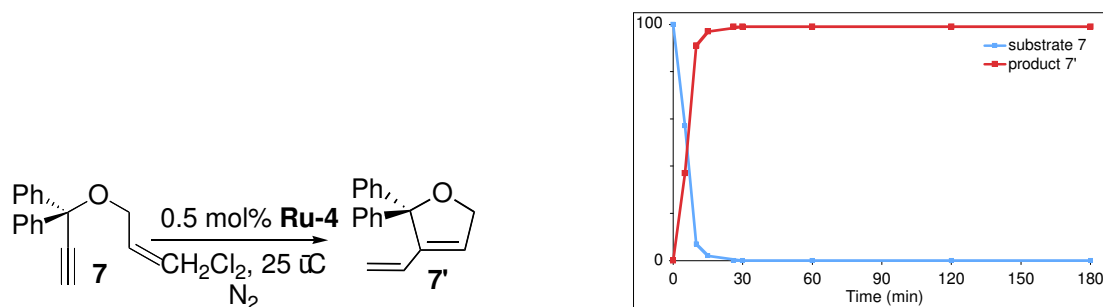 Ph
O
Ph
7
0.5 mol% Ru-4
CH2Cl2, 25 ūC
N2
Ph
O
Ph
7'
100
substrate 7
product 7'
0
0 30 60 90 120 150 180
Time (min)